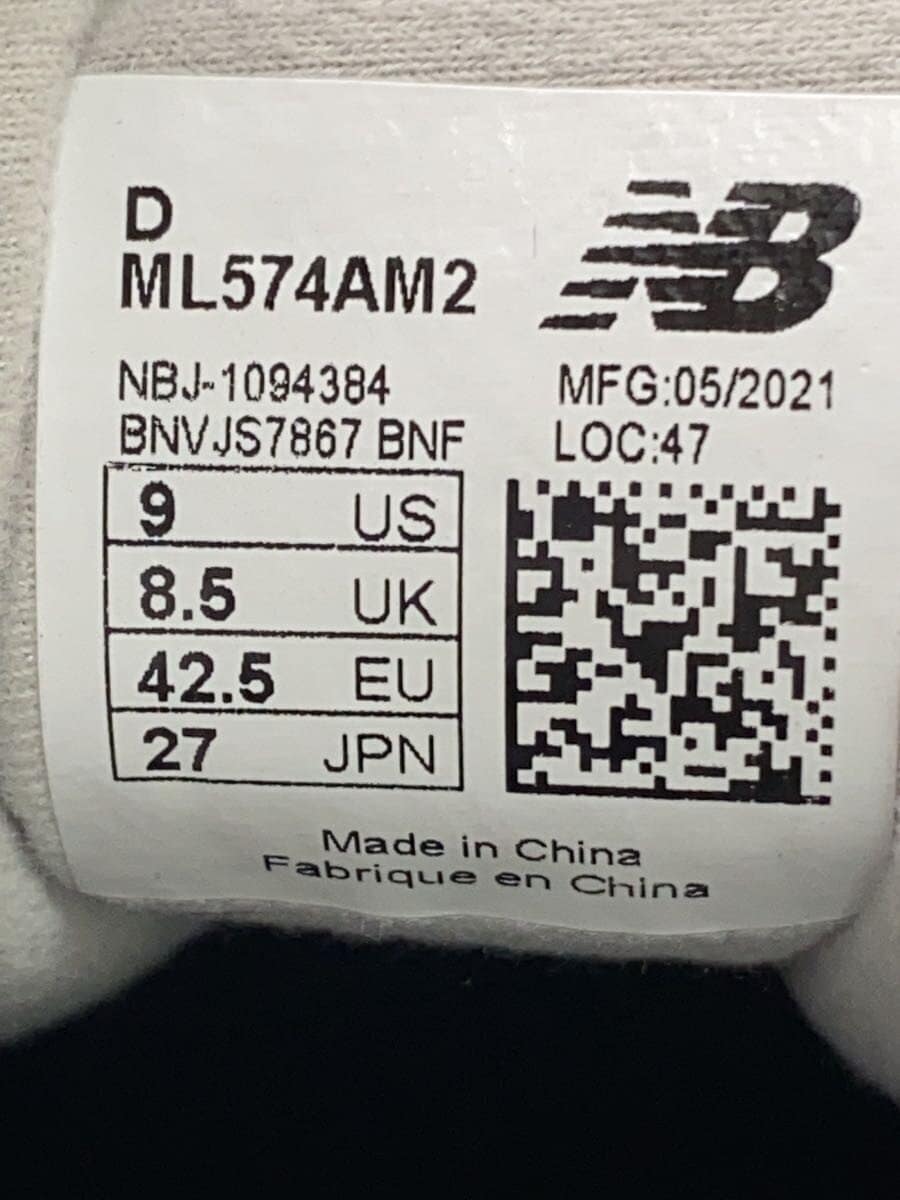 D
ML574AM2
NB
NBJ-1094384
MFG:05/2021
BNVJS7867 BNF
LOC:47
9 US
8.5 UK
42.5 EU
27 JPN
Made in China
Fabrique en China